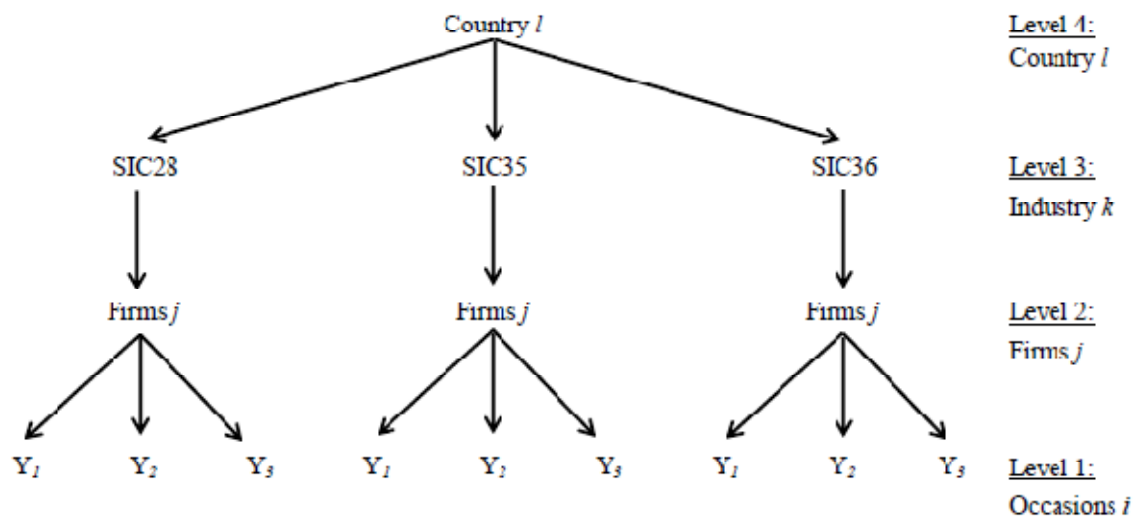 Country l
Level 4:
Country l
SIC28 SIC35 SIC36
Level 3:
Industry k
Firms j Firms j Firms j
Level 2:
Firms j
Y1 Y2 Y3 Y1 Y2 Y3 Y1 Y2 Y3
Level 1:
Occasions i